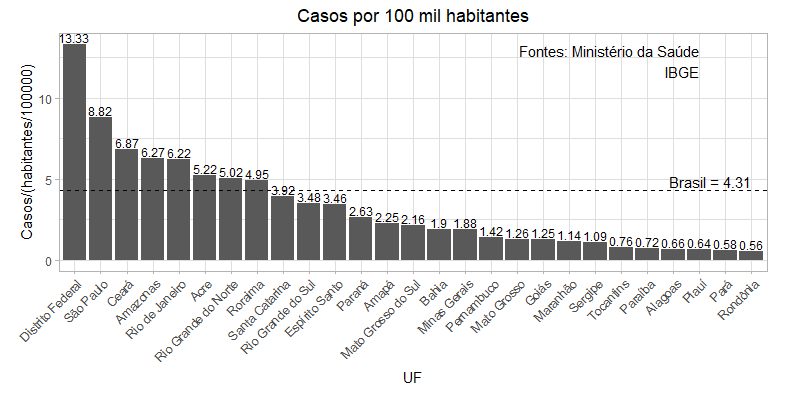 Casos por 100 mil habitantes
Fontes: Ministério da Saúde
IBGE
Brasil = 4.31
Casos/(habitantes/100000)
10
5
0
13.33
8.82
6.87
6.27
6.22
5.22
5.02
4.95
3.92
3.48
3.46
2.63
2.25
2.16
1.9
1.88
1.42
1.26
1.25
1.14
1.09
0.76
0.72
0.66
0.64
0.58
0.56
Distrito Federal
São Paulo
Ceará
Amazonas
Rio de Janeiro
Acre
Rio Grande do Norte
Roraima
Santa Catarina
Rio Grande do Sul
Espírito Santo
Paraná
Amapá
Mato Grosso do Sul
Bahia
Minas Gerais
Pernambuco
Mato Grosso
Goiás
Maranhão
Sergipe
Tocantins
Paraíba
Alagoas
Piauí
Pará
Rondônia
UF